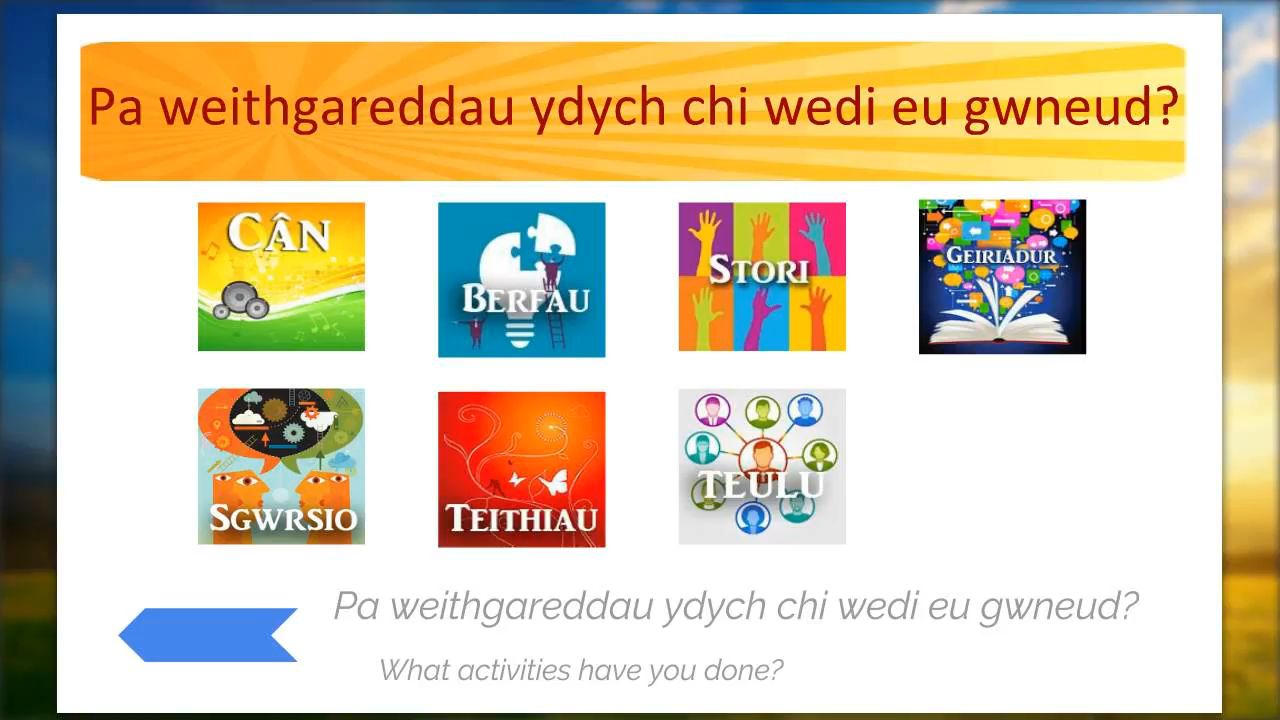 Pa weithgareddau ydych chi wedi eu gwneud?
CÂN
BERFAU
STORI
GEIRIADUR
SGWRSIO
TEITHIAU
TEULU
Pa weithgareddau ydych chi wedi eu gwneud?
What activities have you done?